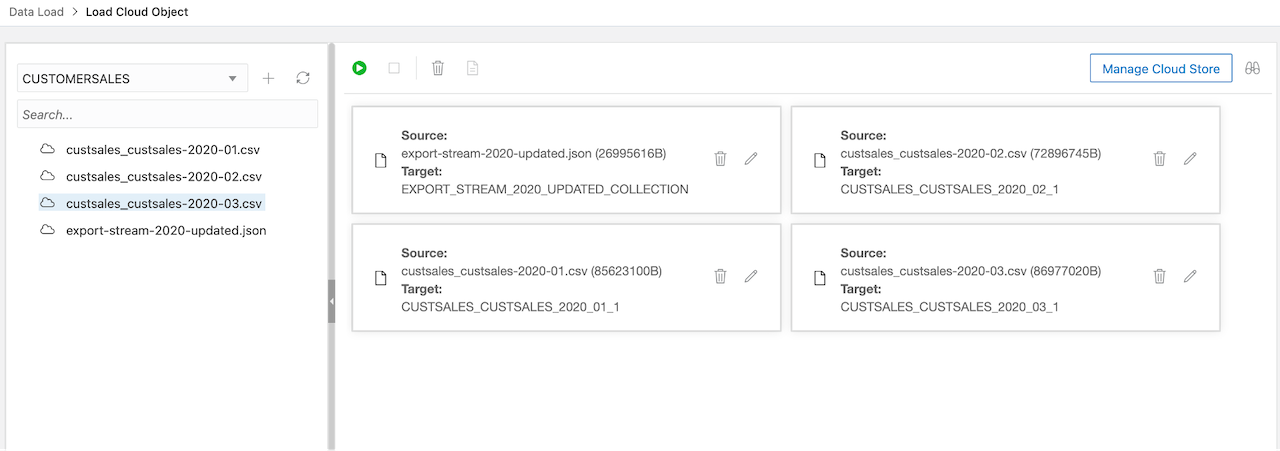 Data Load > Load Cloud Object
CUSTOMERSALES
Search...
custsales_custsales-2020-01.csv
custsales_custsales-2020-02.csv
custsales_custsales-2020-03.csv
export-stream-2020-updated.json
Manage Cloud Store
Source:
export-stream-2020-updated.json (26995616B)
Target:
EXPORT_STREAM_2020_UPDATED_COLLECTION
Source:
custsales_custsales-2020-02.csv (72896745B)
Target:
CUSTSALES_CUSTSALES_2020_02_1
Source:
custsales_custsales-2020-01.csv (85623100B)
Target:
CUSTSALES_CUSTSALES_2020_01_1
Source:
custsales_custsales-2020-03.csv (86977020B)
Target:
CUSTSALES_CUSTSALES_2020_03_1